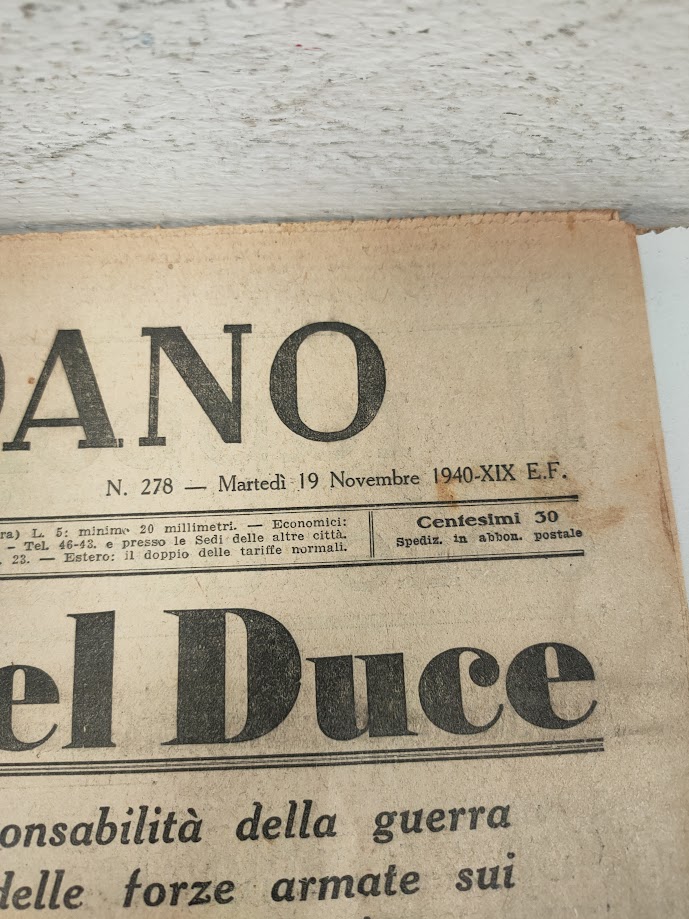 DANO
N. 278 — Martedì 19 Novembre 1940-XIX E.F.
ra) L. 5: minimo 20 millimetri. — Economici:
– Tel. 46-43. e presso le Sedi delle altre città.
. 23. — Estero: il doppio delle tariffe normali.
Centesimi 30
Spediz. in abbon. postale
el Duce
onsabilità della guerra
delle forze armate sui